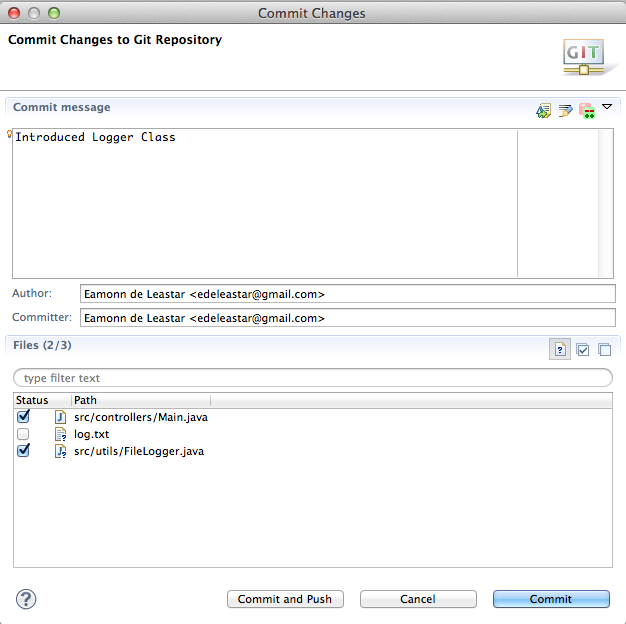 Commit Changes
Commit Changes to Git Repository
GIT
Commit message
Introduced Logger Class
Author: Eamonn de Leastar <edeleastar@gmail.com>
Committer: Eamonn de Leastar <edeleastar@gmail.com>
Files (2/3)
type filter text
Status Path
src/controllers/Main.java
log.txt
src/utils/FileLogger.java
Commit and Push Cancel Commit